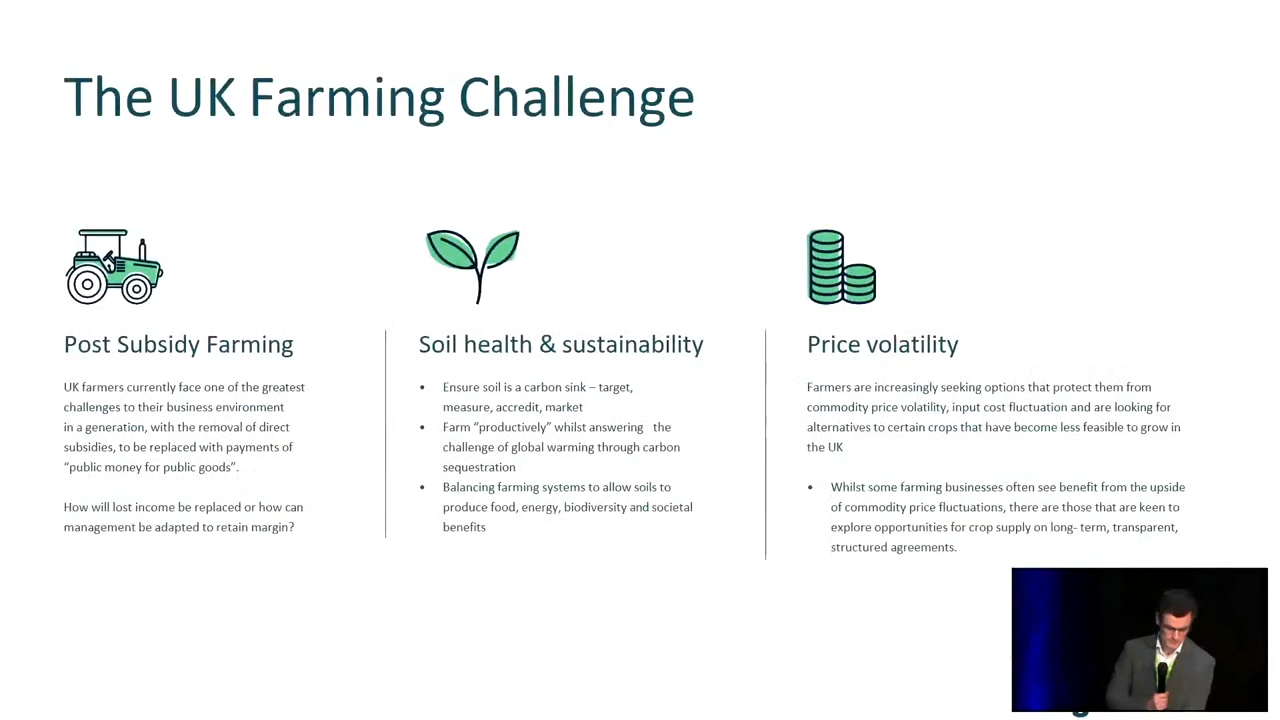 The UK Farming Challenge
Post Subsidy Farming
UK farmers currently face one of the greatest
challenges to their business environment
in a generation, with the removal of direct
subsidies, to be replaced with payments of
“public money for public goods”.
How will lost income be replaced or how can
management be adapted to retain margin?
Soil health & sustainability
• Ensure soil is a carbon sink – target,
measure, accredit, market
• Farm “productively” whilst answering the
challenge of global warming through carbon
sequestration
• Balancing farming systems to allow soils to
produce food, energy, biodiversity and societal
benefits
Price volatility
Farmers are increasingly seeking options that protect them from
commodity price volatility, input cost fluctuation and are looking for
alternatives to certain crops that have become less feasible to grow in
the UK
• Whilst some farming businesses often see benefit from the upside
of commodity price fluctuations, there are those that are keen to
explore opportunities for crop supply on long- term, transparent,
structured agreements.